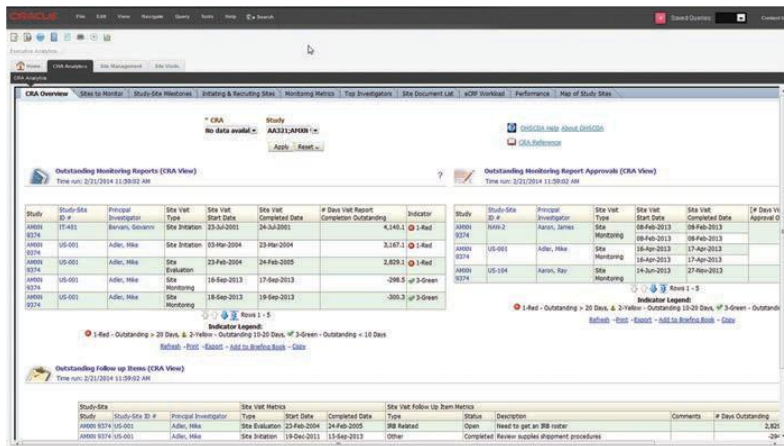 ORACLE File Edit View Navigate Query Tools Help Search Saved Queries:
Executive Analytics
Home CRA Analytics Site Management Site Visits
CRA Analytics
CRA Overview Sites to Monitor Study-Site Milestones Initiating & Recruiting Sites Monitoring Metrics Top Investigators Site Document List eCRF Workload Performance Map of Study Sites
* CRA Study
No data availal AA321;AMXN
Apply Reset
OHSCDA Help About OHSCDA
CRA Reference
Outstanding Monitoring Reports (CRA View)
Time run: 2/21/2014 11:59:02 AM
?
Study Study-Site ID # Principal Investigator Site Visit Type Site Visit Start Date Site Visit Completed Date # Days Visit Report Completion Outstanding Indicator
AMXN 9374 IT-401 Giovanni Site Initiation 23-Jul-2001 24-Jul-2001 4,140.1 1-Red
AMXN 9374 US-001 Adler, Mike Site Initiation 03-Mar-2004 23-Mar-2004 3,167.1 1-Red
AMXN 9374 US-001 Adler, Mike Site Evaluation 23-Feb-2004 24-Feb-2005 2,829.1 1-Red
AMXN 9374 US-001 Adler, Mike Site Monitoring 16-Sep-2013 17-Sep-2013 -298.5 3-Green
AMXN 9374 US-001 Adler, Mike Site Monitoring 18-Sep-2013 19-Sep-2013 -300.3 3-Green
Rows 1 - 5
Indicator Legend:
1-Red - Outstanding > 20 Days, 2-Yellow - Outstanding 10-20 Days, 3-Green - Outstanding < 10 Days
Refresh - Print - Export - Add to Briefing Book - Copy
Outstanding Monitoring Report Approvals (CRA View)
Time run: 2/21/2014 11:59:02 AM
Study Study-Site ID # Principal Investigator Site Visit Type Site Visit Start Date Site Visit Completed Date [# Days Vi Approval O
AMXN 9374 NAN-2 Aaron, James Site Monitoring 08-Feb-2013 08-Feb-2013
08-Feb-2013 08-Feb-2013
AMXN 9374 US-001 Adler, Mike Site Monitoring 16-Apr-2013 17-Apr-2013
16-Apr-2013 17-Apr-2013
AMXN 9374 US-104 Aaron, Ray Site Monitoring 14-Jun-2013 27-Nov-2013
Rows 1 - 5
Indicator Legend:
1-Red - Outstanding > 20 Days, 2-Yellow - Outstanding 10-20 Days, 3-Green - Outstandin
Refresh - Print - Export - Add to Briefing Book - Copy
Outstanding Follow up Items (CRA View)
Time run: 2/21/2014 11:59:02 AM
Study-Site Site Visit Metrics Site Visit Follow Up Item Metrics
Study Study-Site ID # Principal Investigator Type Start Date Completed Date Type Status Description Comments # Days Outstanding
AMXN 9374 US-001 Adler, Mike Site Evaluation 23-Feb-2004 24-Feb-2005 IRB Related Open Need to get an IRB roster
AMXN 9374 US-001 Adler, Mike Site Initiation 19-Dec-2011 15-Sep-2013 Other Completed Review supplies shippment procedures